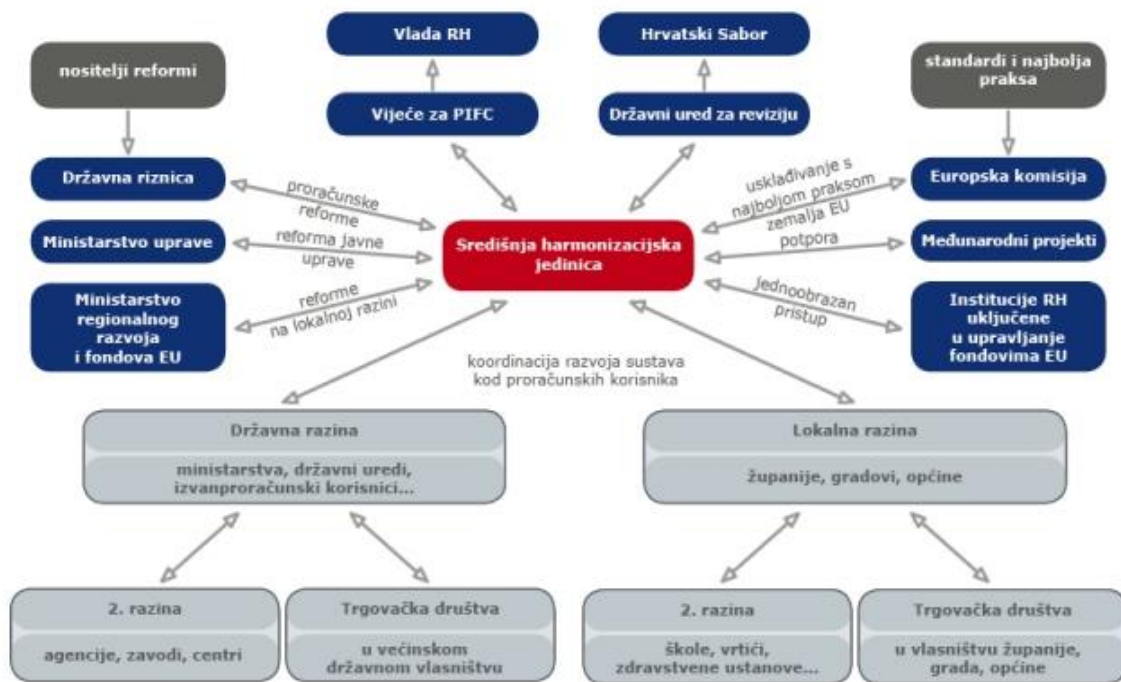 Vlada RH
Hrvatski Sabor
nositelji reformi
standardi i najbolja
praksa
Vijeće za PIFC
Državni ured za reviziju
Državna riznica
proračunske
reforme
usklađivanje s
najboljom praksom
zemalja EU
Europska komisija
Ministarstvo uprave
reforma javne
uprave
Središnja harmonizacijska
jedinica
potpora
Međunarodni projekti
Ministarstvo
regionalnog
razvoja
i fondova EU
reforme
na lokalnoj razini
jednoobrazan
pristup
Institucije RH
uključene
u upravljanje
fondovima EU
koordinacija razvoja sustava
kod proračunskih korisnika
Državna razina
ministarstva, državni uredi,
izvanproračunski korisnici...
Lokalna razina
županije, gradovi, općine
2. razina
agencije, zavodi, centri
Trgovačka društva
u većinskom
državnom vlasništvu
2. razina
škole, vrtići,
zdravstvene ustanove...
Trgovačka društva
u vlasništvu županije,
grada, općine